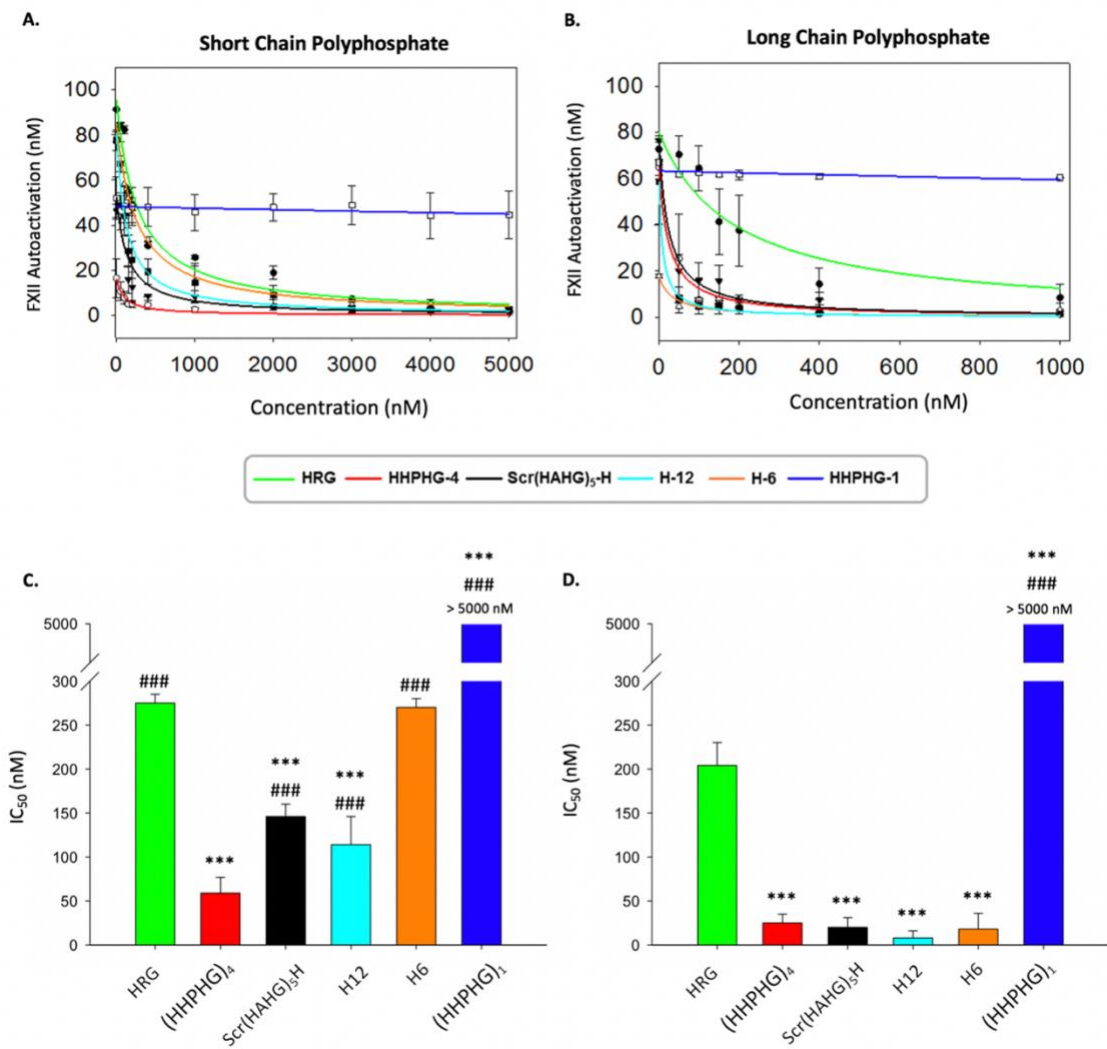 A.
Short Chain Polyphosphate
FXII Autoactivation (nM)
100
80
60
40
20
0
0 1000 2000 3000 4000 5000
Concentration (nM)
B.
Long Chain Polyphosphate
FXII Autoactivation (nM)
100
80
60
40
20
0
0 200 400 600 800 1000
Concentration (nM)
HRG HHPHG-4 Scr(HAHG)₅-H H-12 H-6 HHPHG-1
C.
IC₅₀ (nM)
5000
300
250
200
150
100
50
0
###
***
***
###
***
###
###
***
###
> 5000 nM
HRG
(HHPHG)₄
Scr(HAHG)₅H
H12
H6
(HHPHG)₁
D.
IC₅₀ (nM)
5000
300
250
200
150
100
50
0
***
***
***
***
***
###
> 5000 nM
HRG
(HHPHG)₄
Scr(HAHG)₅H
H12
H6
(HHPHG)₁